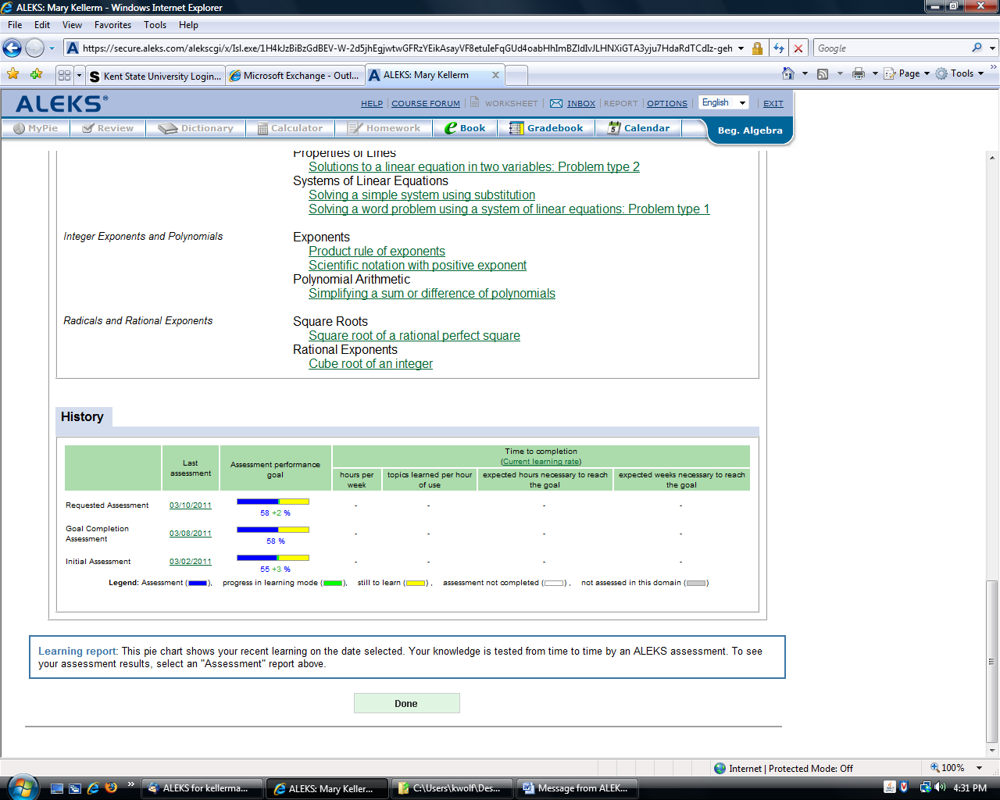 ALEKS: Mary Kellerm - Windows Internet Explorer
File Edit View Favorites Tools Help
https://secure.aleks.com/alekscgi/x/Isl.exe/1H4kJzBiBzGdBEV-W-2d5jhEgjwtwGFRzYEikAsayVF8etuIeFqGUd4oabHhImBZIdIvJLHNXiGTA3yju7HdaRdTCdIz-geh
Google
Kent State University Login...
Microsoft Exchange - Outl...
ALEKS: Mary Kellerm
Page Tools
ALEKS®
HELP | COURSE FORUM | WORKSHEET | INBOX | REPORT | OPTIONS English | EXIT
MyPie Review Dictionary Calculator Homework eBook Gradebook Calendar Beg. Algebra
Properties of Lines
Solutions to a linear equation in two variables: Problem type 2
Systems of Linear Equations
Solving a simple system using substitution
Solving a word problem using a system of linear equations: Problem type 1
Integer Exponents and Polynomials
Exponents
Product rule of exponents
Scientific notation with positive exponent
Polynomial Arithmetic
Simplifying a sum or difference of polynomials
Radicals and Rational Exponents
Square Roots
Square root of a rational perfect square
Rational Exponents
Cube root of an integer
History
Last assessment
Assessment performance goal
Time to completion
(Current learning rate)
hours per week
topics learned per hour of use
expected hours necessary to reach the goal
expected weeks necessary to reach the goal
Requested Assessment 03/10/2011 58 +2 % - - - -
Goal Completion Assessment 03/08/2011 58 % - - - -
Initial Assessment 03/02/2011 55 +3 % - - - -
Legend: Assessment ( ), progress in learning mode ( ), still to learn ( ), assessment not completed ( ), not assessed in this domain ( )
Learning report: This pie chart shows your recent learning on the date selected. Your knowledge is tested from time to time by an ALEKS assessment. To see
your assessment results, select an "Assessment" report above.
Done
Internet | Protected Mode: Off
100%
ALEKS for kellerma...
ALEKS: Mary Keller...
C:\Users\kwolf\Des...
Message from ALEK...
4:31 PM